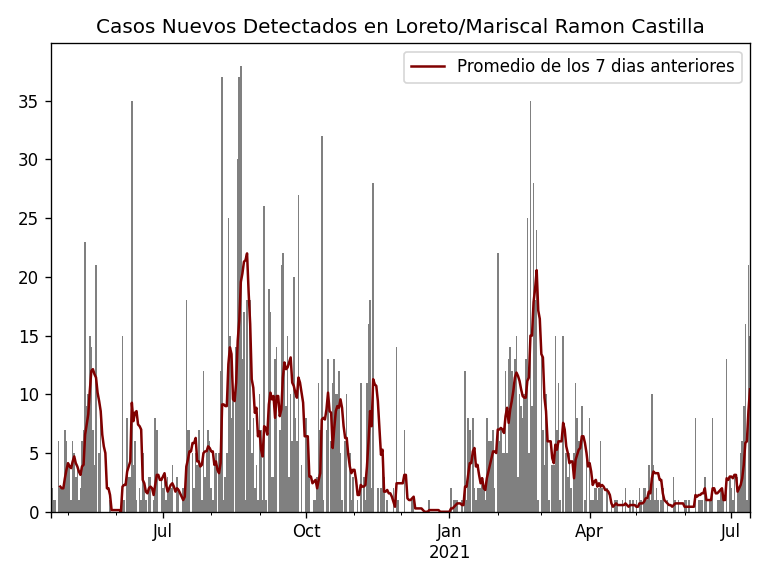 Casos Nuevos Detectados en Loreto/Mariscal Ramon Castilla
Promedio de los 7 dias anteriores
35
30
25
20
15
10
5
0
Jul
Oct
Jan
2021
Apr
Jul